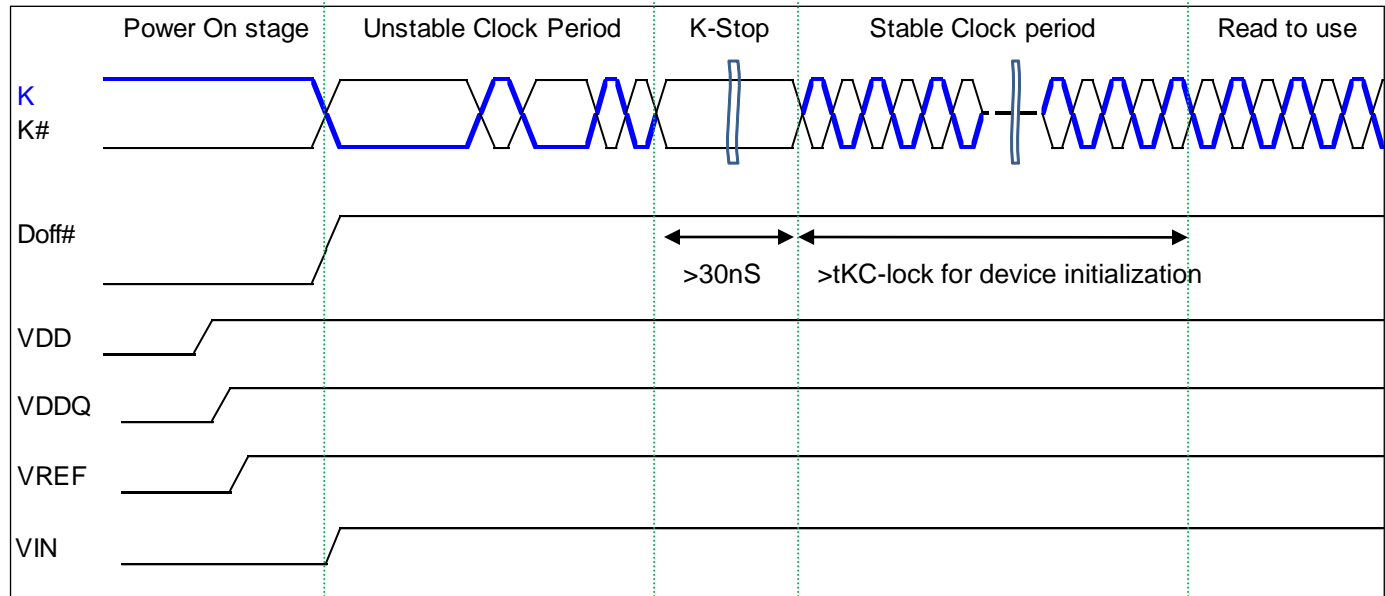 Power On stage
Unstable Clock Period
K-Stop
Stable Clock period
Read to use
K
K#
Doff#
>30nS
>tKC-lock for device initialization
VDD
VDDQ
VREF
VIN